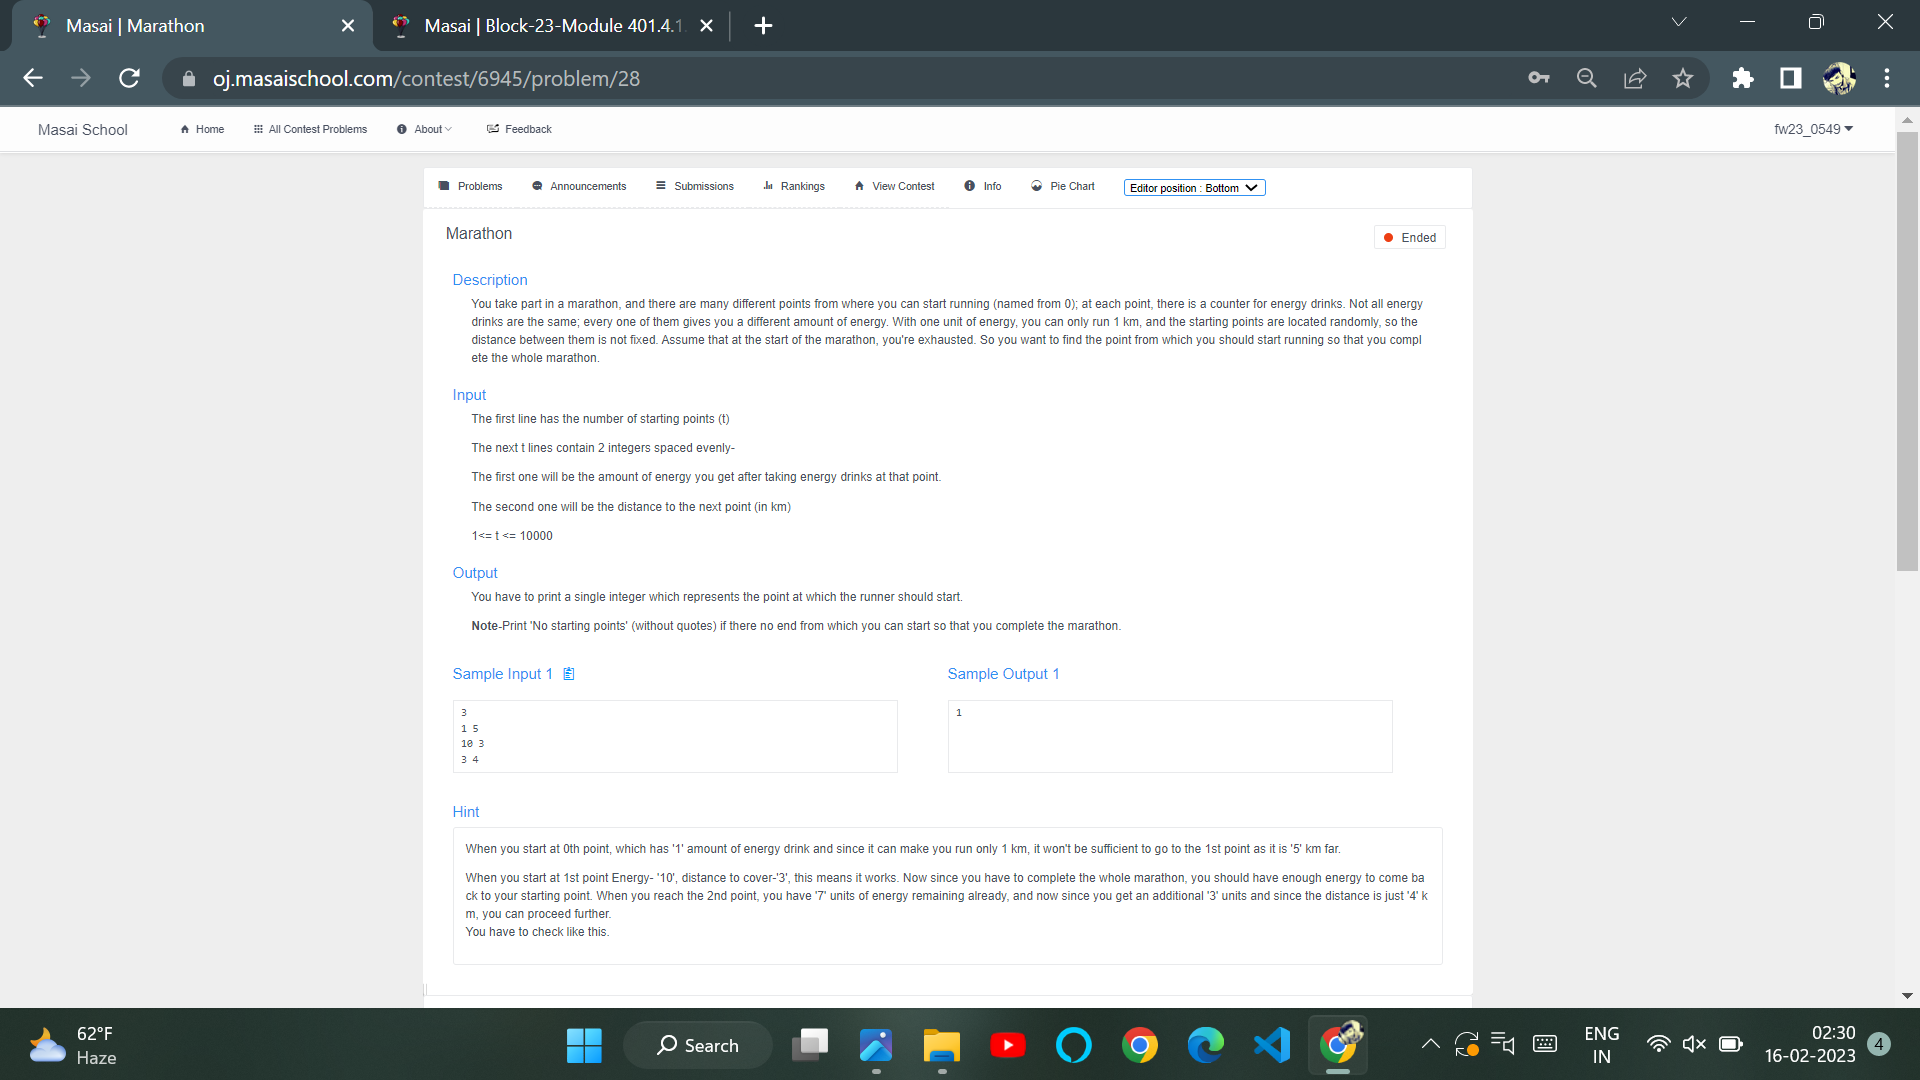 Masai | Marathon
Masai | Block-23-Module 401.4.1
oj.masaischool.com/contest/6945/problem/28
Masai School Home All Contest Problems About Feedback fw23_0549
Problems Announcements Submissions Rankings View Contest Info Pie Chart Editor position : Bottom
Marathon
Ended
Description
You take part in a marathon, and there are many different points from where you can start running (named from 0); at each point, there is a counter for energy drinks. Not all energy
drinks are the same; every one of them gives you a different amount of energy. With one unit of energy, you can only run 1 km, and the starting points are located randomly, so the
distance between them is not fixed. Assume that at the start of the marathon, you're exhausted. So you want to find the point from which you should start running so that you compl
ete the whole marathon.
Input
The first line has the number of starting points (t)
The next t lines contain 2 integers spaced evenly-
The first one will be the amount of energy you get after taking energy drinks at that point.
The second one will be the distance to the next point (in km)
1<= t <= 10000
Output
You have to print a single integer which represents the point at which the runner should start.
Note-Print 'No starting points' (without quotes) if there no end from which you can start so that you complete the marathon.
Sample Input 1
3
1 5
10 3
3 4
Sample Output 1
1
Hint
When you start at 0th point, which has '1' amount of energy drink and since it can make you run only 1 km, it won't be sufficient to go to the 1st point as it is '5' km far.
When you start at 1st point Energy- '10', distance to cover-'3', this means it works. Now since you have to complete the whole marathon, you should have enough energy to come ba
ck to your starting point. When you reach the 2nd point, you have '7' units of energy remaining already, and now since you get an additional '3' units and since the distance is just '4' k
m, you can proceed further.
You have to check like this.
62°F
Haze
Search
ENG
IN
02:30
16-02-2023
4